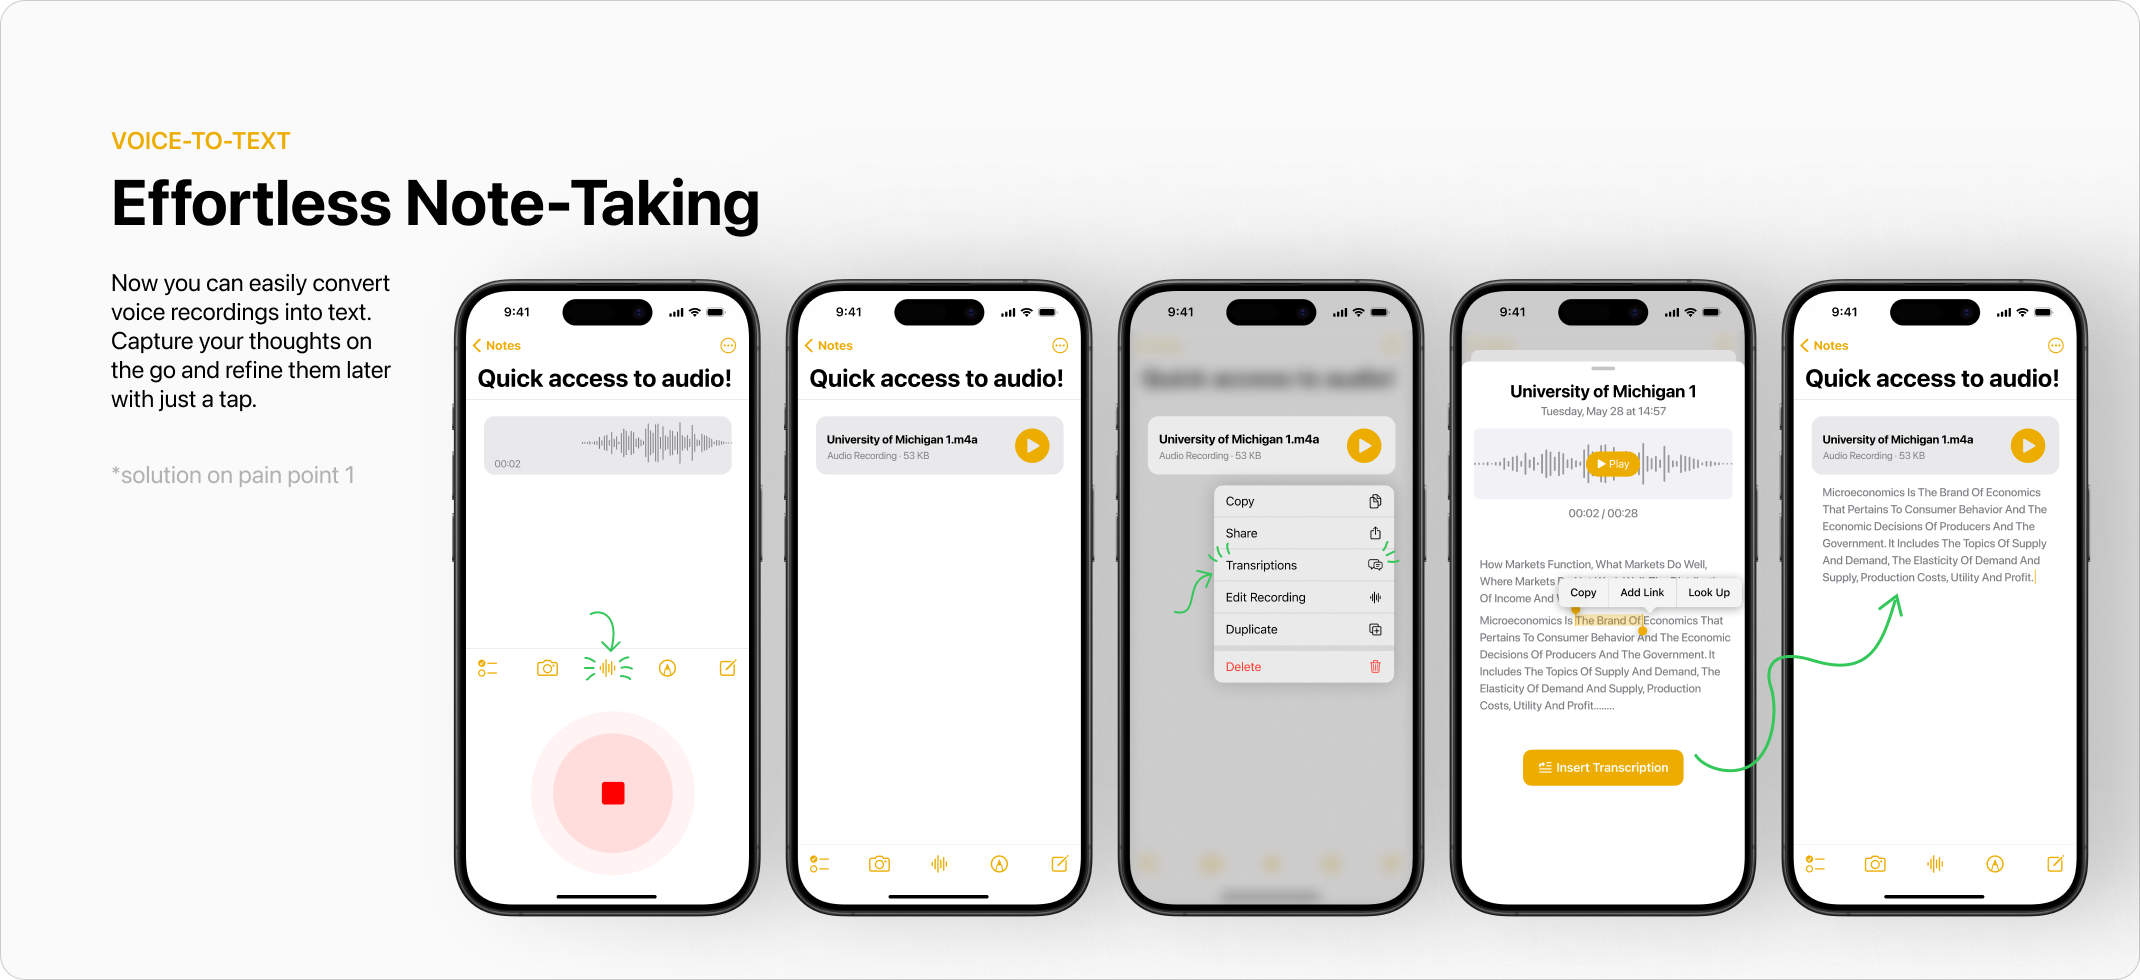 VOICE-TO-TEXT
Effortless Note-Taking
Now you can easily convert
voice recordings into text.
Capture your thoughts on
the go and refine them later
with just a tap.
*solution on pain point 1
9:41
Notes
Quick access to audio!
00:02
9:41
Notes
Quick access to audio!
University of Michigan 1.m4a
Audio Recording · 53 KB
9:41
Quick access to audio!
University of Michigan 1.m4a
Audio Recording · 53 KB
Copy
Share
Transriptions
Edit Recording
Duplicate
Delete
9:41
University of Michigan 1
Tuesday, May 28 at 14:57
Play
00:02 / 00:28
How Markets Function, What Markets Do Well,
Where Markets
Of Income And
Copy Add Link Look Up
Microeconomics Is The Brand Of Economics That
Pertains To Consumer Behavior And The Economic
Decisions Of Producers And The Government. It
Includes The Topics Of Supply And Demand, The
Elasticity Of Demand And Supply, Production
Costs, Utility And Profit........
Insert Transcription
9:41
Notes
Quick access to audio!
University of Michigan 1.m4a
Audio Recording · 53 KB
Microeconomics Is The Brand Of Economics
That Pertains To Consumer Behavior And The
Economic Decisions Of Producers And The
Government. It Includes The Topics Of Supply
And Demand, The Elasticity Of Demand And
Supply, Production Costs, Utility And Profit.